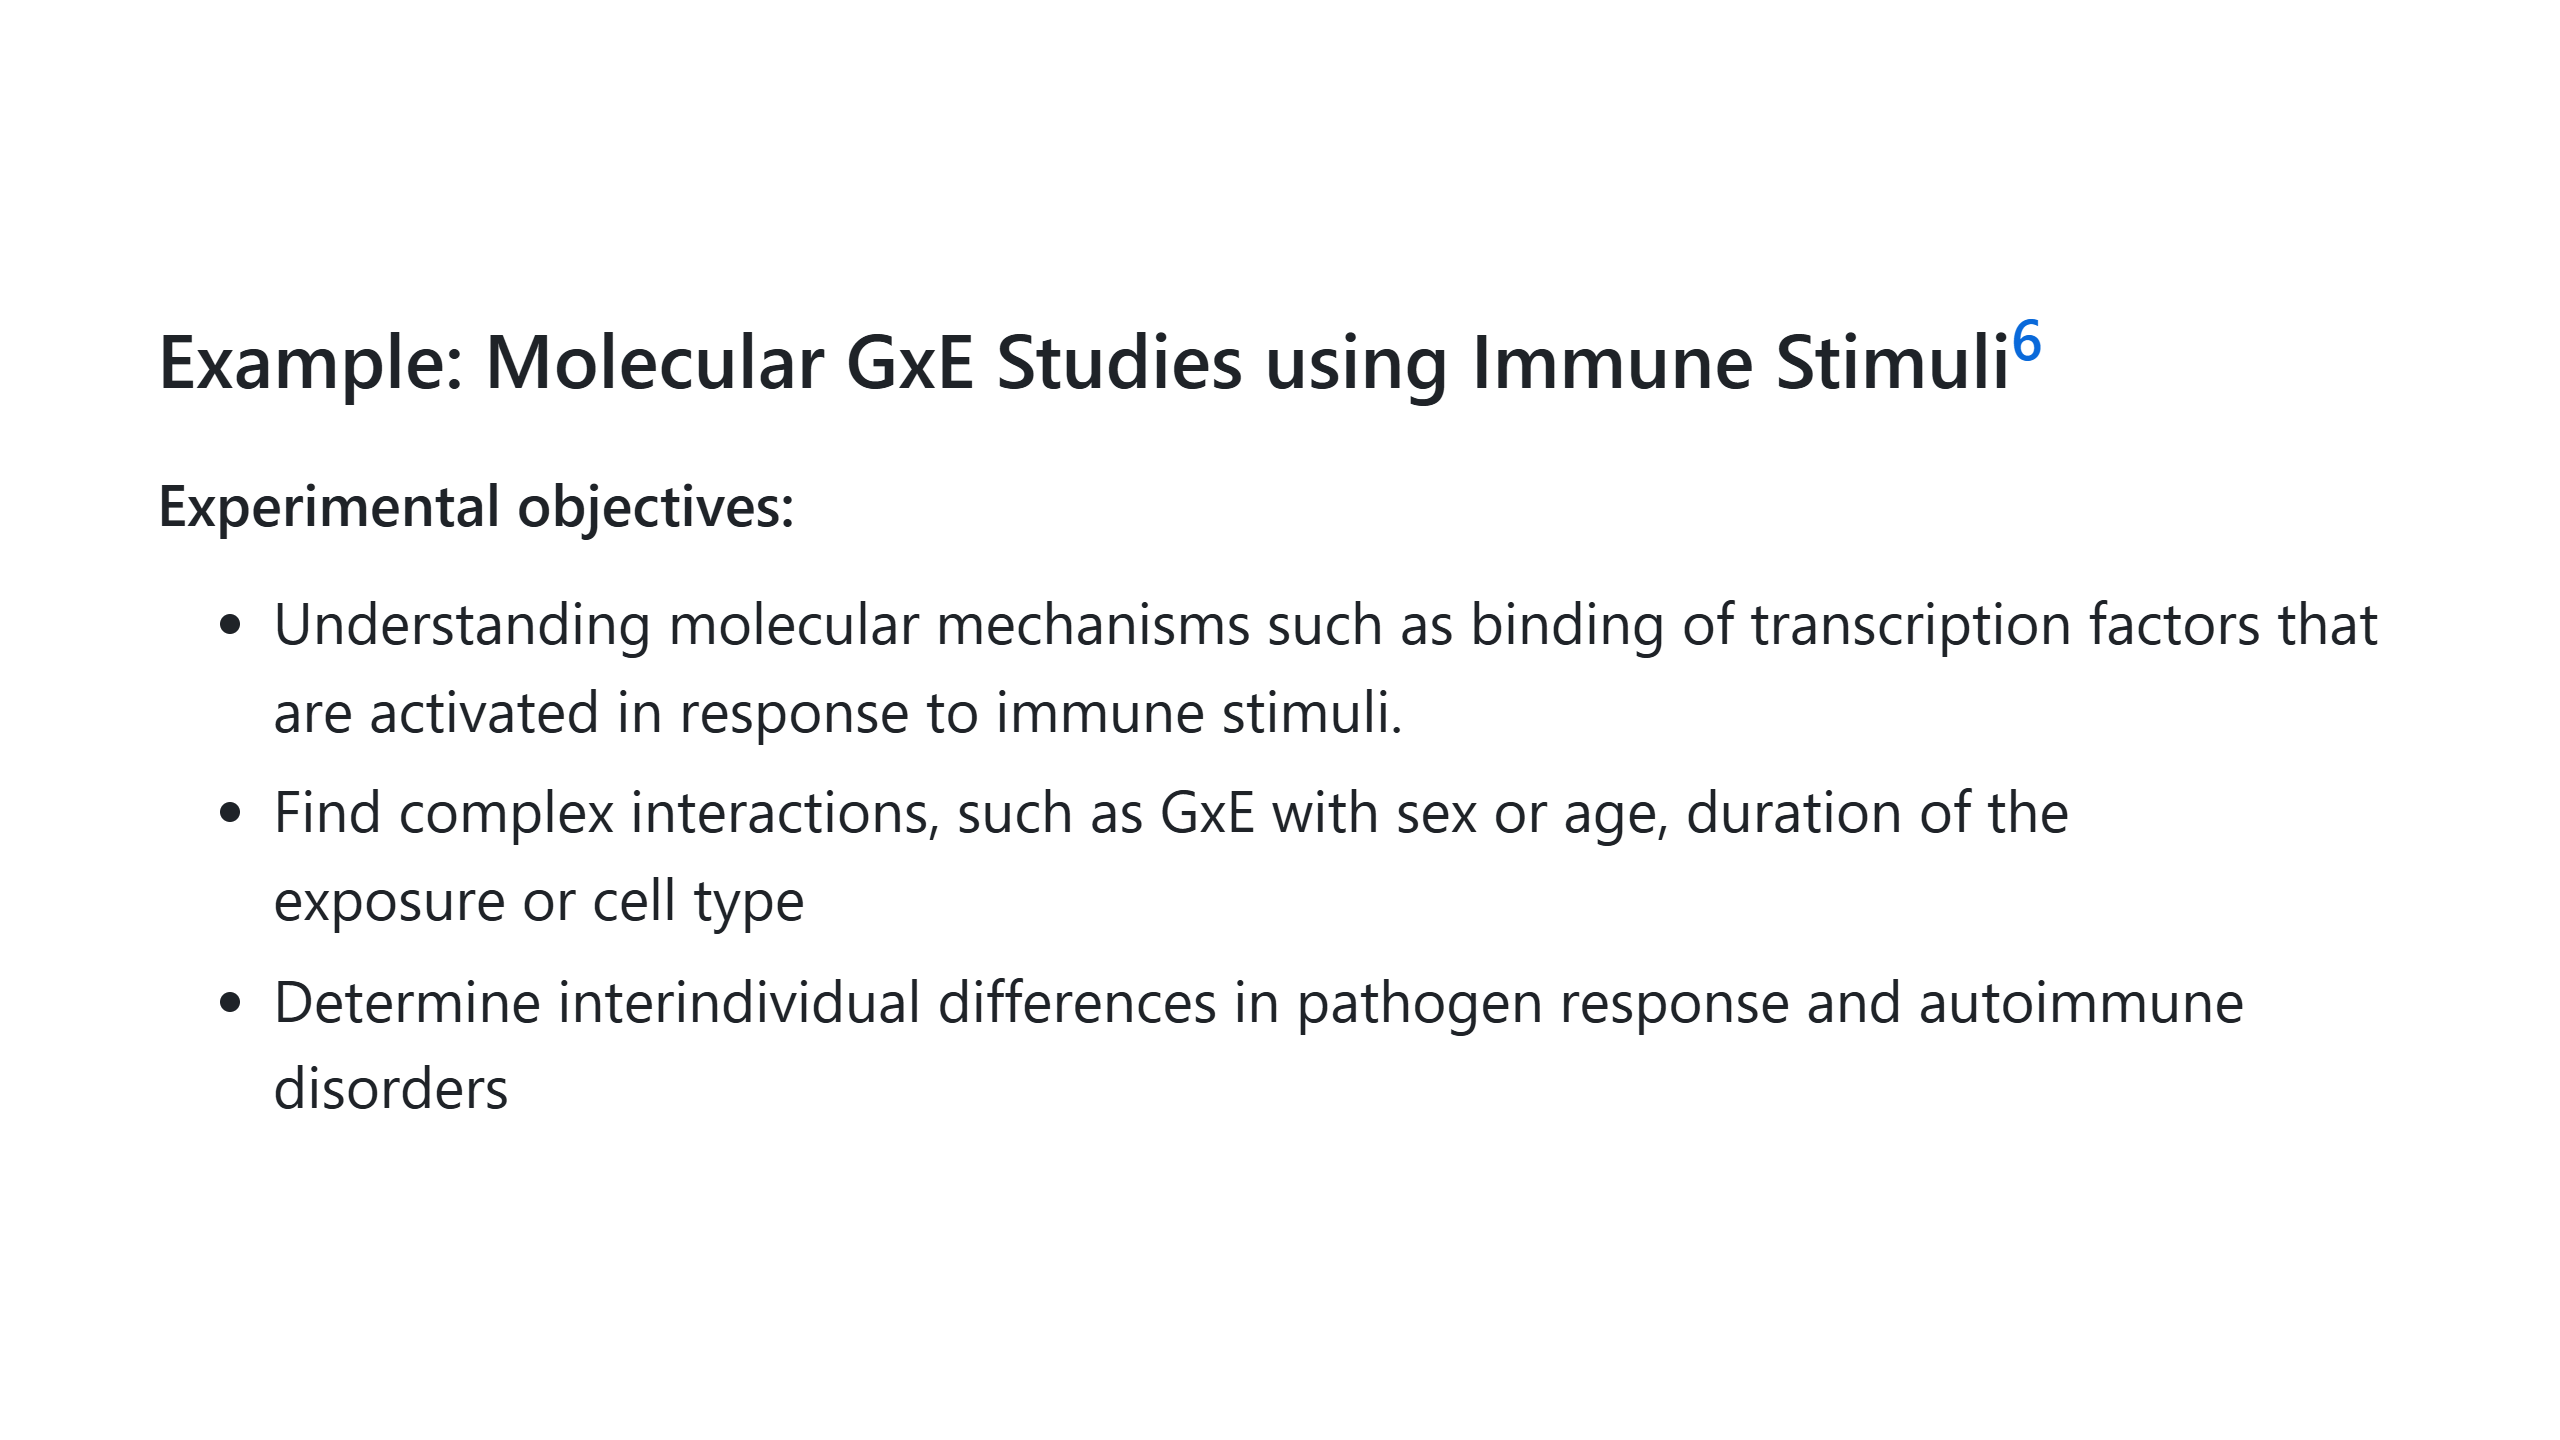 Example: Molecular GxE Studies using Immune Stimuli6
Experimental objectives:
• Understanding molecular mechanisms such as binding of transcription factors that
are activated in response to immune stimuli.
• Find complex interactions, such as GxE with sex or age, duration of the
exposure or cell type
• Determine interindividual differences in pathogen response and autoimmune
disorders